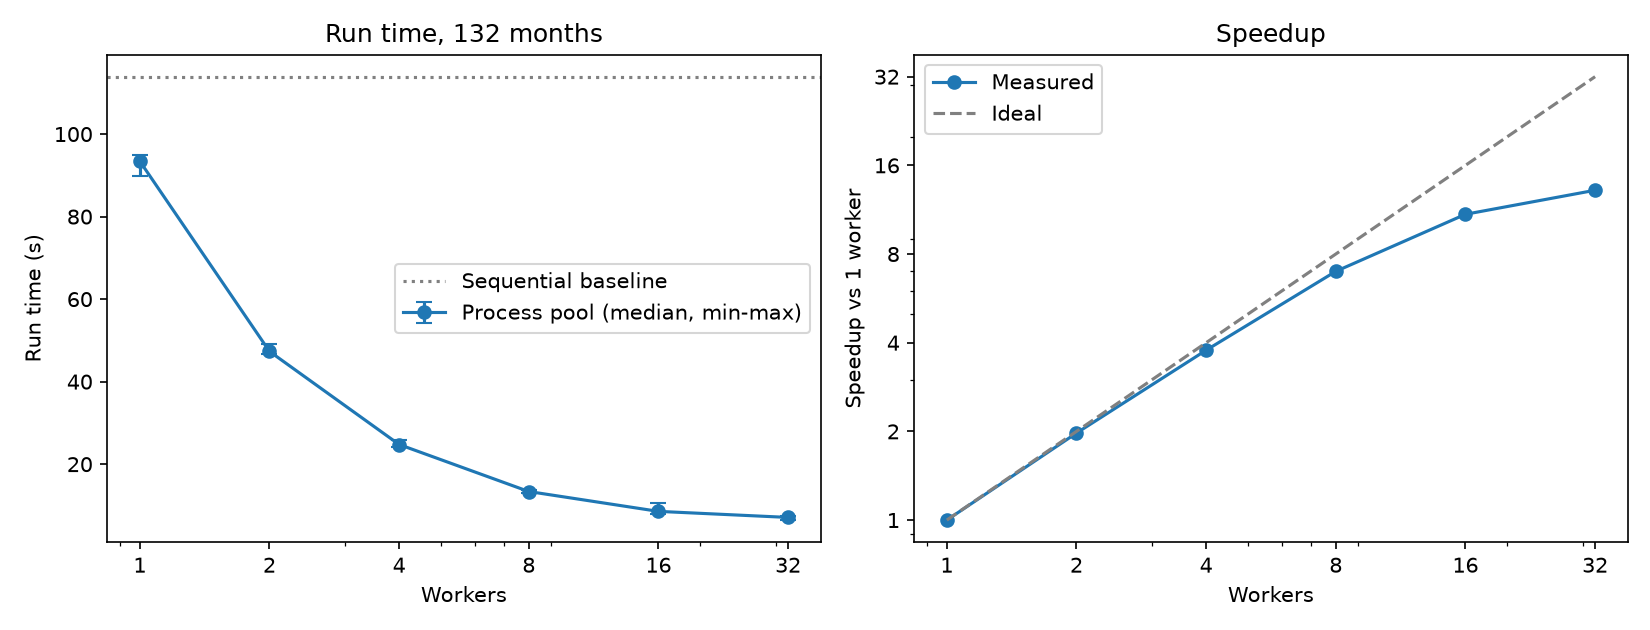 Run time, 132 months
Run time (s)
100
80
60
40
20
Sequential baseline
Process pool (median, min-max)
1 2 4 8 16 32
Workers
Speedup
Speedup vs 1 worker
32
16
8
4
2
1
Measured
Ideal
1 2 4 8 16 32
Workers